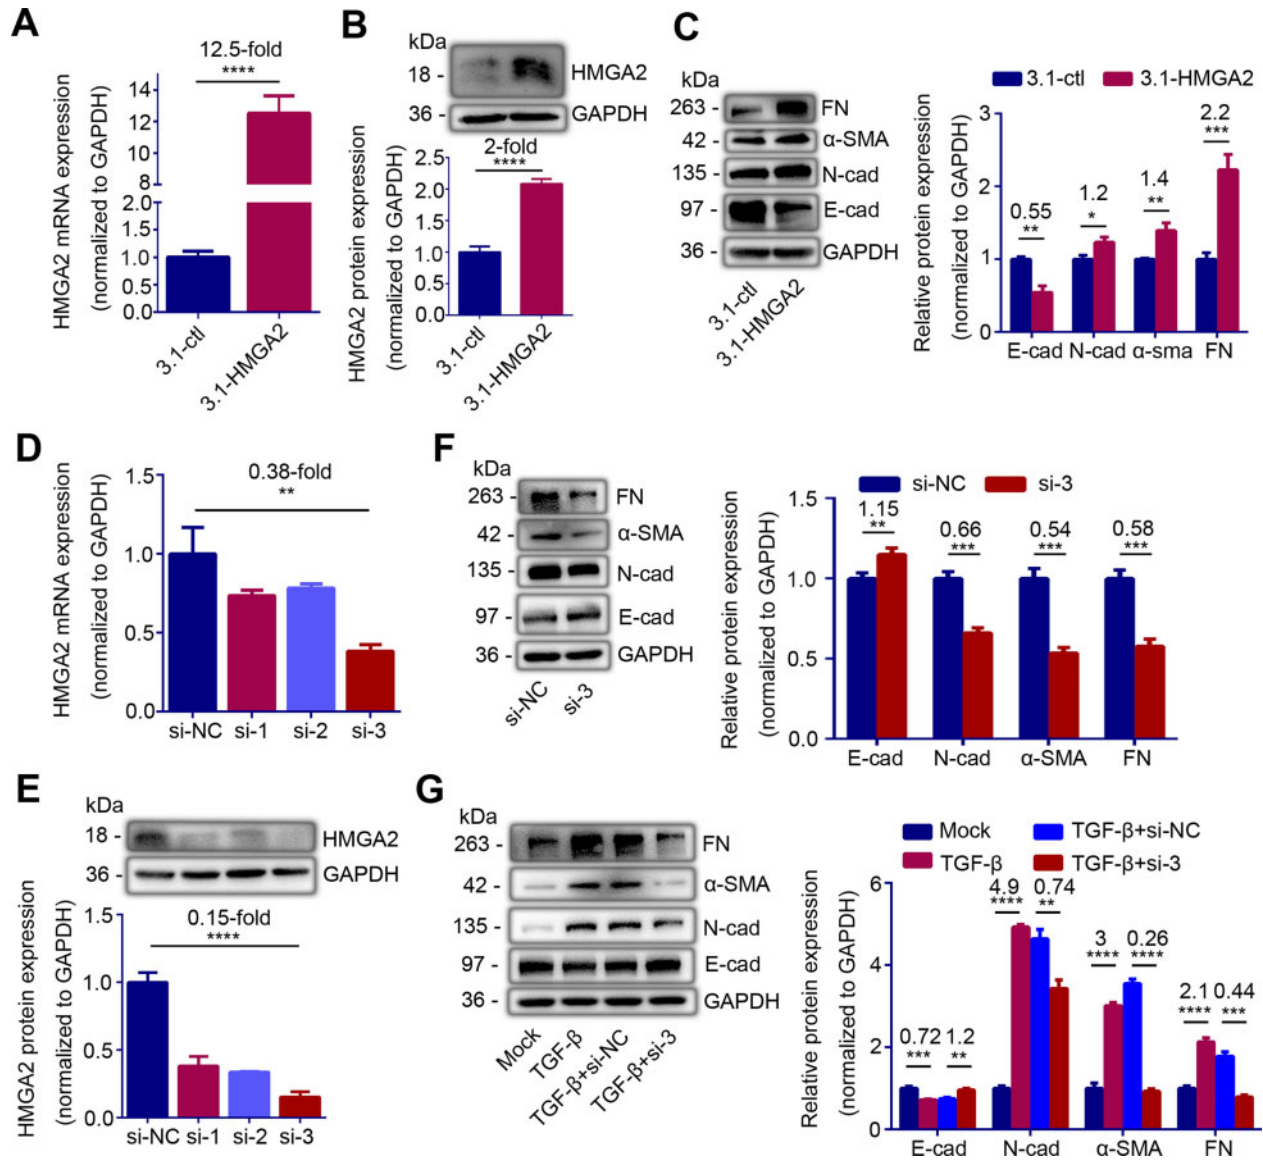 A
12.5-fold
****
HMGA2 mRNA expression
(normalized to GAPDH)
14
12
10
8
2.0
1.5
1.0
0.5
0.0
3.1-ctl
3.1-HMGA2
B
kDa
18 -
HMGA2
36 -
GAPDH
2-fold
****
HMGA2 protein expression
(normalized to GAPDH)
2.5
2.0
1.5
1.0
0.5
0.0
3.1-ctl
3.1-HMGA2
C
kDa
263 -
FN
42 -
α-SMA
135 -
N-cad
97 -
E-cad
36 -
GAPDH
3.1-ctl
3.1-HMGA2
3.1-ctl
3.1-HMGA2
Relative protein expression
(normalized to GAPDH)
3
2
1
0
0.55
**
1.2
*
1.4
**
2.2
***
E-cad
N-cad
α-sma
FN
D
HMGA2 mRNA expression
(normalized to GAPDH)
0.38-fold
**
1.5
1.0
0.5
0.0
si-NC
si-1
si-2
si-3
F
kDa
263 -
FN
42 -
α-SMA
135 -
N-cad
97 -
E-cad
36 -
GAPDH
si-NC
si-3
si-NC
si-3
Relative protein expression
(normalized to GAPDH)
1.5
1.0
0.5
0.0
1.15
**
0.66
***
0.54
***
0.58
***
E-cad
N-cad
α-SMA
FN
E
kDa
18 -
HMGA2
36 -
GAPDH
HMGA2 protein expression
(normalized to GAPDH)
0.15-fold
****
1.5
1.0
0.5
0.0
si-NC
si-1
si-2
si-3
G
kDa
263 -
FN
42 -
α-SMA
135 -
N-cad
97 -
E-cad
36 -
GAPDH
Mock
TGF-β
TGF-β+si-NC
TGF-β+si-3
Mock
TGF-β+si-NC
TGF-β
TGF-β+si-3
Relative protein expression
(normalized to GAPDH)
6
4
2
0
0.72
***
1.2
**
4.9
****
0.74
**
3
****
0.26
****
2.1
****
0.44
***
E-cad
N-cad
α-SMA
FN